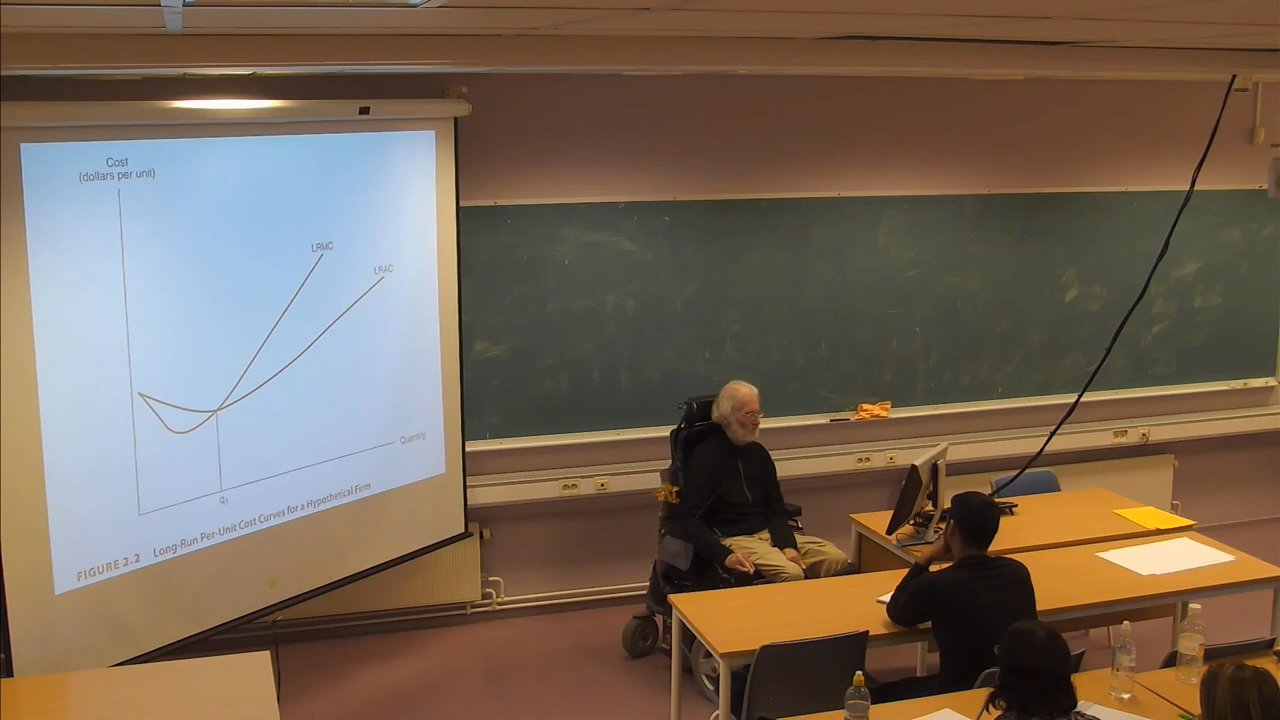 Cost
(dollars per unit)
LRMC
LRAC
Quantity
q1
FIGURE 2.2 Long-Run Per-Unit Cost Curves for a Hypothetical Firm